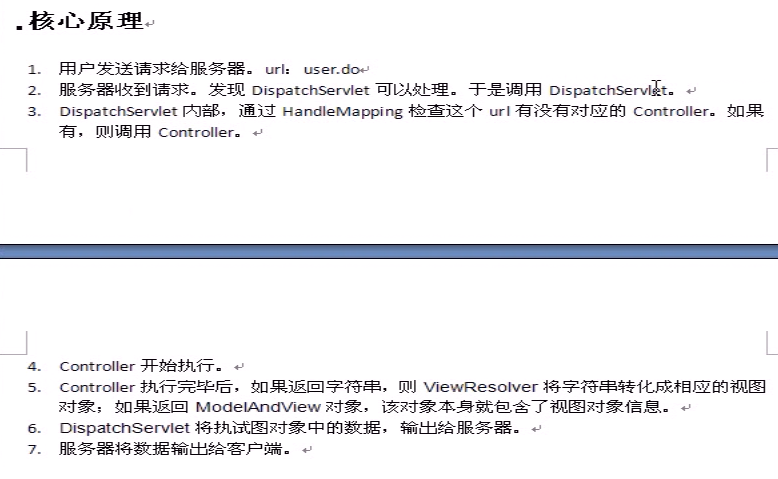 .核心原理
1. 用户发送请求给服务器。url：user.do
2. 服务器收到请求。发现 DispatchServlet 可以处理。于是调用 DispatchServlet。
3. DispatchServlet 内部，通过 HandleMapping 检查这个 url 有没有对应的 Controller。如果
有，则调用 Controller。
4. Controller 开始执行。
5. Controller 执行完毕后，如果返回字符串，则 ViewResolver 将字符串转化成相应的视图
对象；如果返回 ModelAndView 对象，该对象本身就包含了视图对象信息。
6. DispatchServlet 将执试图对象中的数据，输出给服务器。
7. 服务器将数据输出给客户端。